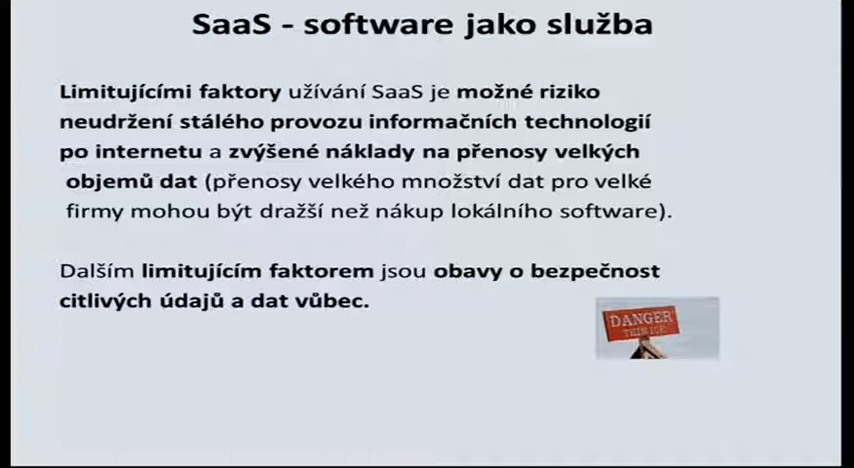 SaaS - software jako služba
Limitujícími faktory užívání SaaS je možné riziko
neudržení stálého provozu informačních technologií
po internetu a zvýšené náklady na přenosy velkých
objemů dat (přenosy velkého množství dat pro velké
firmy mohou být dražší než nákup lokálního software).
Dalším limitujícím faktorem jsou obavy o bezpečnost
citlivých údajů a dat vůbec.
DANGER
THIN ICE